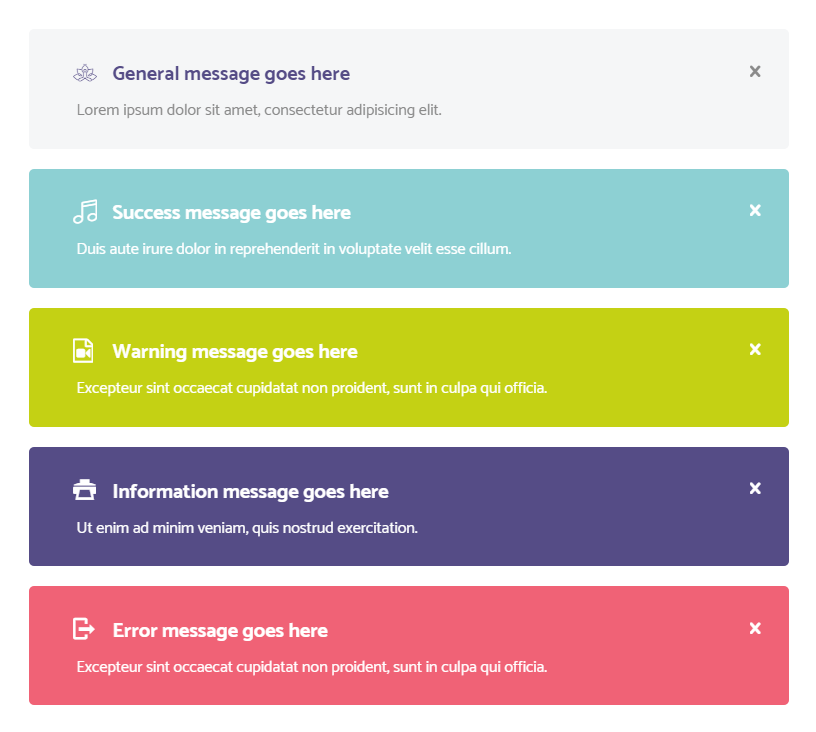 General message goes here
Lorem ipsum dolor sit amet, consectetur adipisicing elit.
Success message goes here
Duis aute irure dolor in reprehenderit in voluptate velit esse cillum.
Warning message goes here
Excepteur sint occaecat cupidatat non proident, sunt in culpa qui officia.
Information message goes here
Ut enim ad minim veniam, quis nostrud exercitation.
Error message goes here
Excepteur sint occaecat cupidatat non proident, sunt in culpa qui officia.